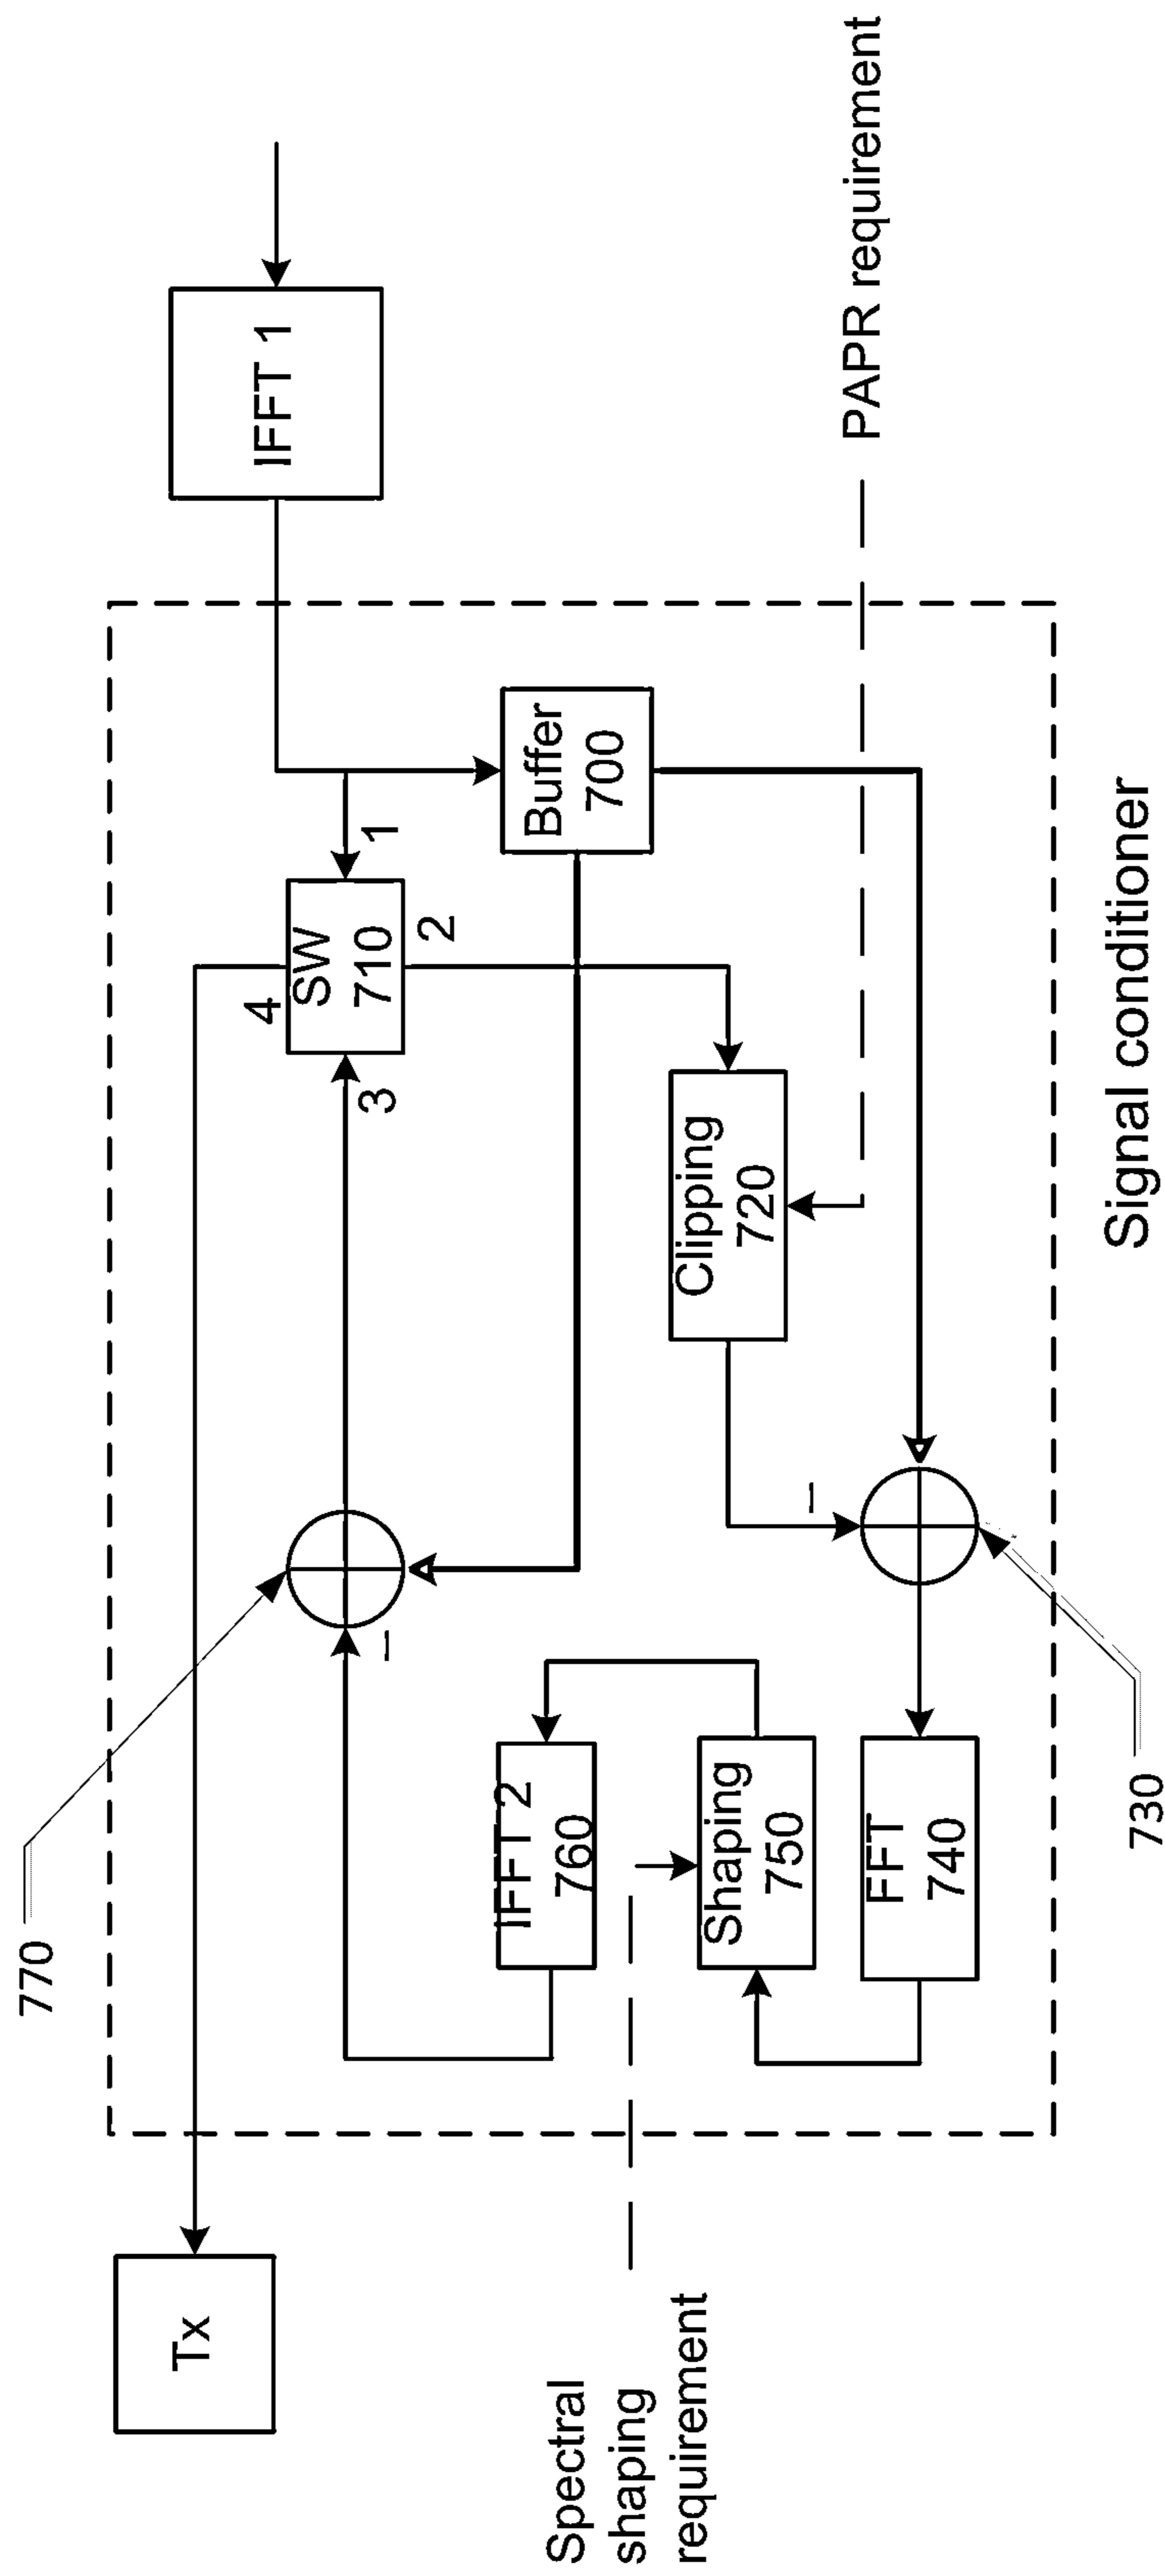 Tx
4
SW
710
1
2
3
IFFT 1
770
Buffer
700
IFFT 2
760
Clipping
720
Spectral
shaping
requirement
Shaping
750
–
–
FFT
740
PAPR requirement
730
Signal conditioner